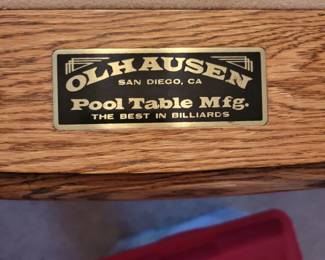 OLHAUSEN
SAN DIEGO, CA
Pool Table Mfg.
THE BEST IN BILLIARDS